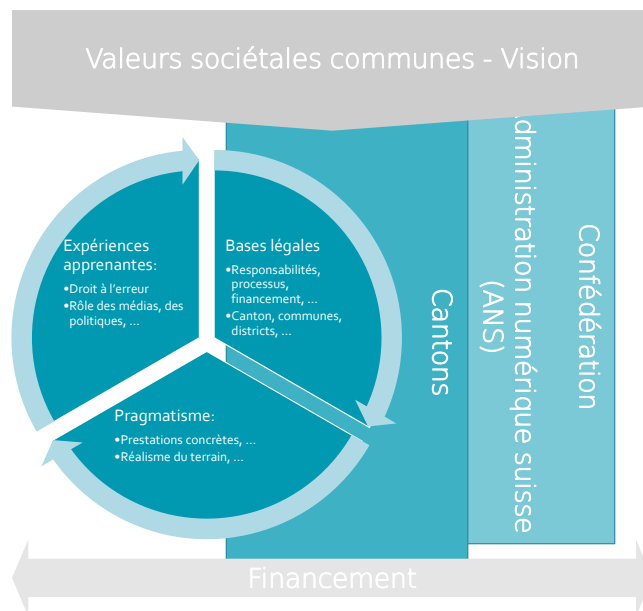 Valeurs sociétales communes - Vision
Expériences
apprenantes:
•Droit à l'erreur
•Rôle des médias, des
politiques, ...
Bases légales
•Responsabilités,
processus,
financement, ...
•Canton, communes,
districts, ...
Pragmatisme:
•Prestations concrètes, ...
•Réalisme du terrain, ...
Cantons
Administration numérique suisse
(ANS)
Confédération
Financement